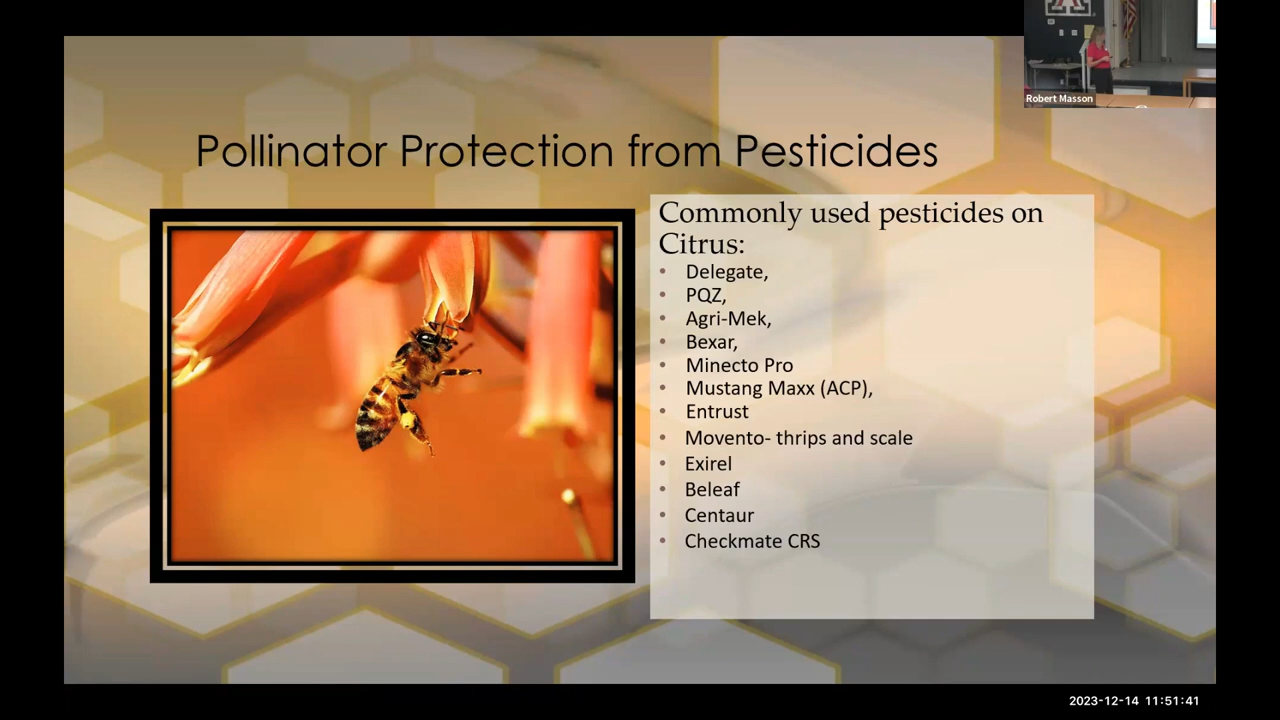 Robert Masson
Pollinator Protection from Pesticides
Commonly used pesticides on
Citrus:
• Delegate,
• PQZ,
• Agri-Mek,
• Bexar,
• Minecto Pro
• Mustang Maxx (ACP),
• Entrust
• Movento- thrips and scale
• Exirel
• Beleaf
• Centaur
• Checkmate CRS
2023-12-14 11:51:41